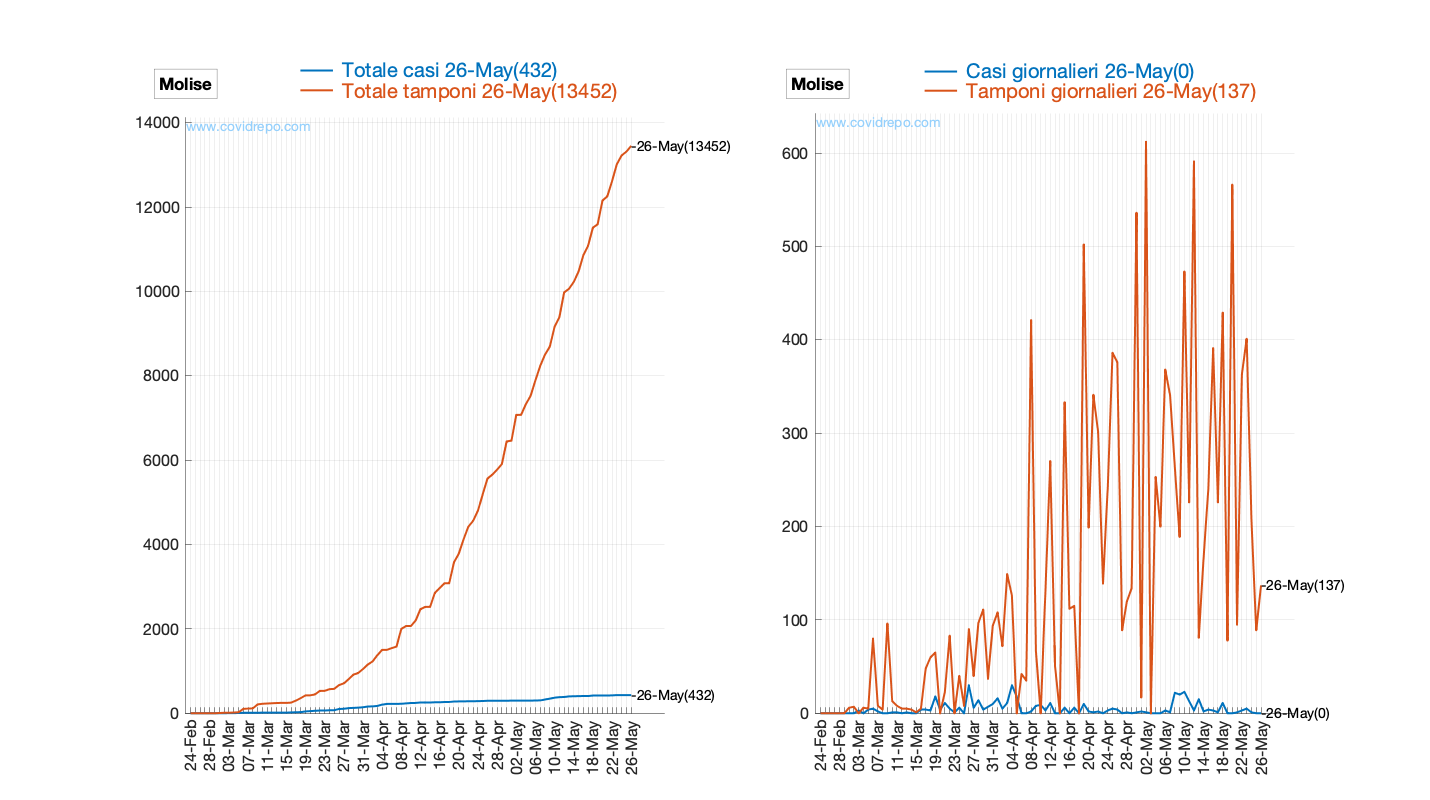 Molise
Totale casi 26-May(432)
Totale tamponi 26-May(13452)
www.covidrepo.com
14000
12000
10000
8000
6000
4000
2000
0
26-May(13452)
26-May(432)
24-Feb
28-Feb
03-Mar
07-Mar
11-Mar
15-Mar
19-Mar
23-Mar
27-Mar
31-Mar
04-Apr
08-Apr
12-Apr
16-Apr
20-Apr
24-Apr
28-Apr
02-May
06-May
10-May
14-May
18-May
22-May
26-May
Molise
Casi giornalieri 26-May(0)
Tamponi giornalieri 26-May(137)
www.covidrepo.com
600
500
400
300
200
100
0
26-May(137)
26-May(0)
24-Feb
28-Feb
03-Mar
07-Mar
11-Mar
15-Mar
19-Mar
23-Mar
27-Mar
31-Mar
04-Apr
08-Apr
12-Apr
16-Apr
20-Apr
24-Apr
28-Apr
02-May
06-May
10-May
14-May
18-May
22-May
26-May